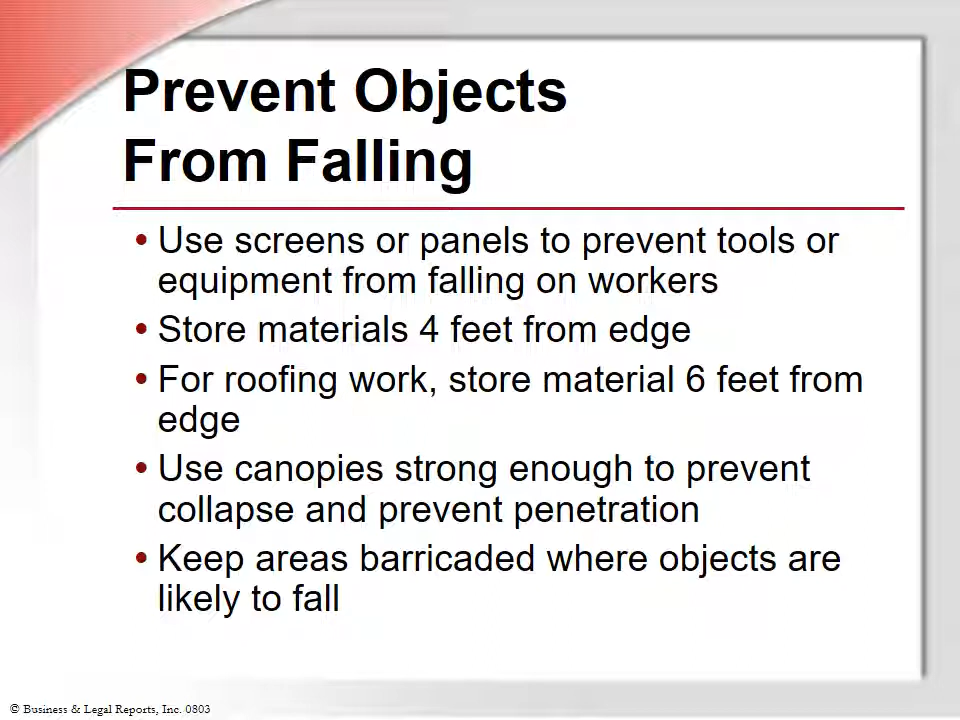 Prevent Objects
From Falling
• Use screens or panels to prevent tools or
equipment from falling on workers
• Store materials 4 feet from edge
• For roofing work, store material 6 feet from
edge
• Use canopies strong enough to prevent
collapse and prevent penetration
• Keep areas barricaded where objects are
likely to fall
© Business & Legal Reports, Inc. 0803